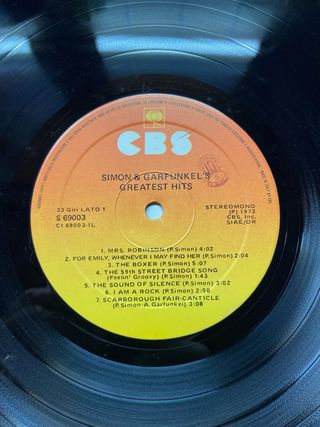 CBS
SIMON & GARFUNKEL'S
GREATEST HITS
33 Giri LATO 1
S 69003
CI 69003-1L
STEREOMONO
(P) 1972
CBS, Inc.
SIAE/DR
1. MRS. ROBINSON (P.Simon) 4:02
2. FOR EMILY, WHENEVER I MAY FIND HER (P.Simon) 2:04
3. THE BOXER (P.Simon) 5:07
4. THE 59th STREET BRIDGE SONG
(Feelin' Groovy) (P.Simon) 1:43
5. THE SOUND OF SILENCE (P.Simon) 3:02
6. I AM A ROCK (P.Simon) 2:50
7. SCARBOROUGH FAIR-CANTICLE
(P.Simon-A. Garfunkel) 3:08